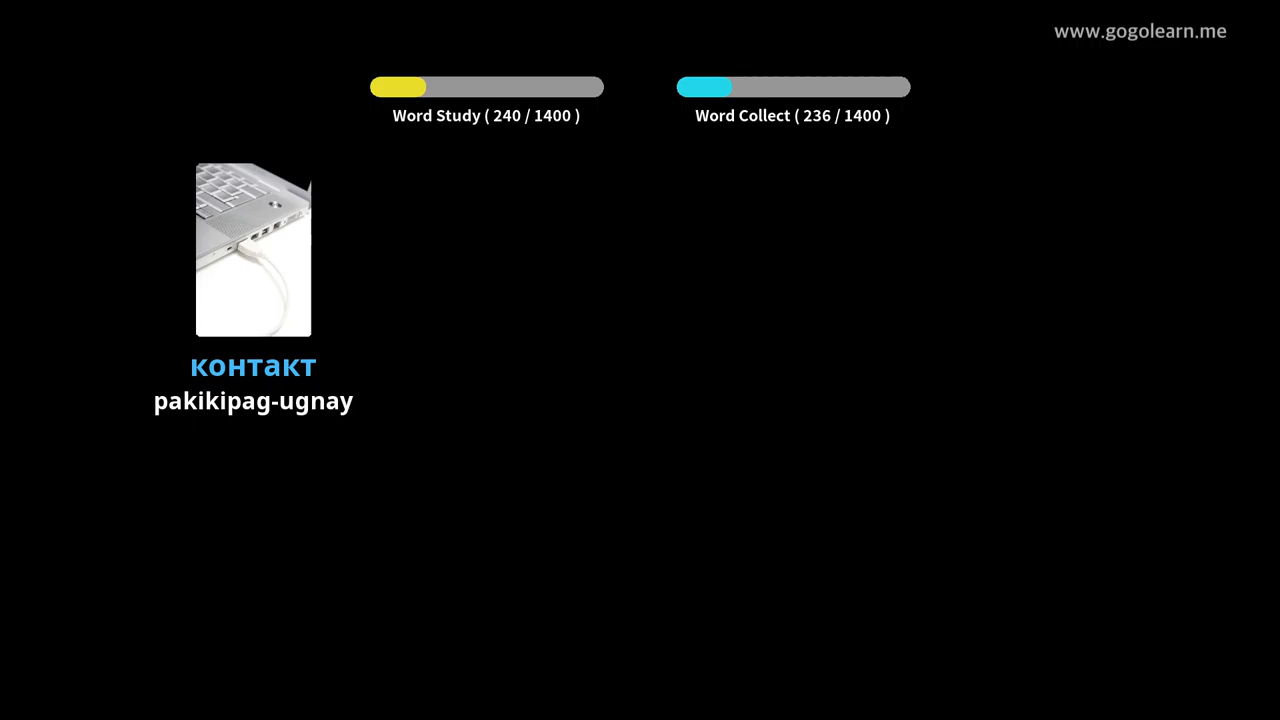 www.gogolearn.me
Word Study ( 240 / 1400 )
Word Collect ( 236 / 1400 )
контакт
pakikipag-ugnay